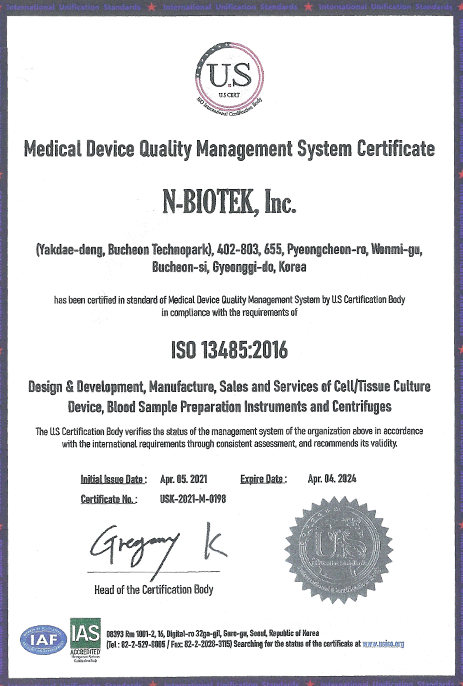 International Unification Standards ★ International Unification Standards ★ International Unification Standards
U.S
U.S CERT
ISO International Certification Body
Medical Device Quality Management System Certificate
N-BIOTEK, Inc.
(Yakdae-dong, Bucheon Technopark), 402-803, 655, Pyeongcheon-ro, Wonmi-gu,
Bucheon-si, Gyeonggi-do, Korea
has been certified in standard of Medical Device Quality Management System by U.S Certification Body
in compliance with the requirements of
ISO 13485:2016
Design & Development, Manufacture, Sales and Services of Cell/Tissue Culture
Device, Blood Sample Preparation Instruments and Centrifuges
The U.S Certification Body verifies the status of the management system of the organization above in accordance
with the international requirements through consistent assessment, and recommends its validity.
Initial Issue Date : Apr. 05. 2021 Expire Date : Apr. 04. 2024
Certificate No. : USK-2021-M-0198
Gregory K
Head of the Certification Body
U.S
IAF
IAS
ACCREDITED
08393 Rm 1001-2, 16, Digital-ro 32ga-gil, Guro-gu, Seoul, Republic of Korea
(Tel : 82-2-529-8805 / Fax: 82-2-2028-3115) Searching for the status of the certificate at